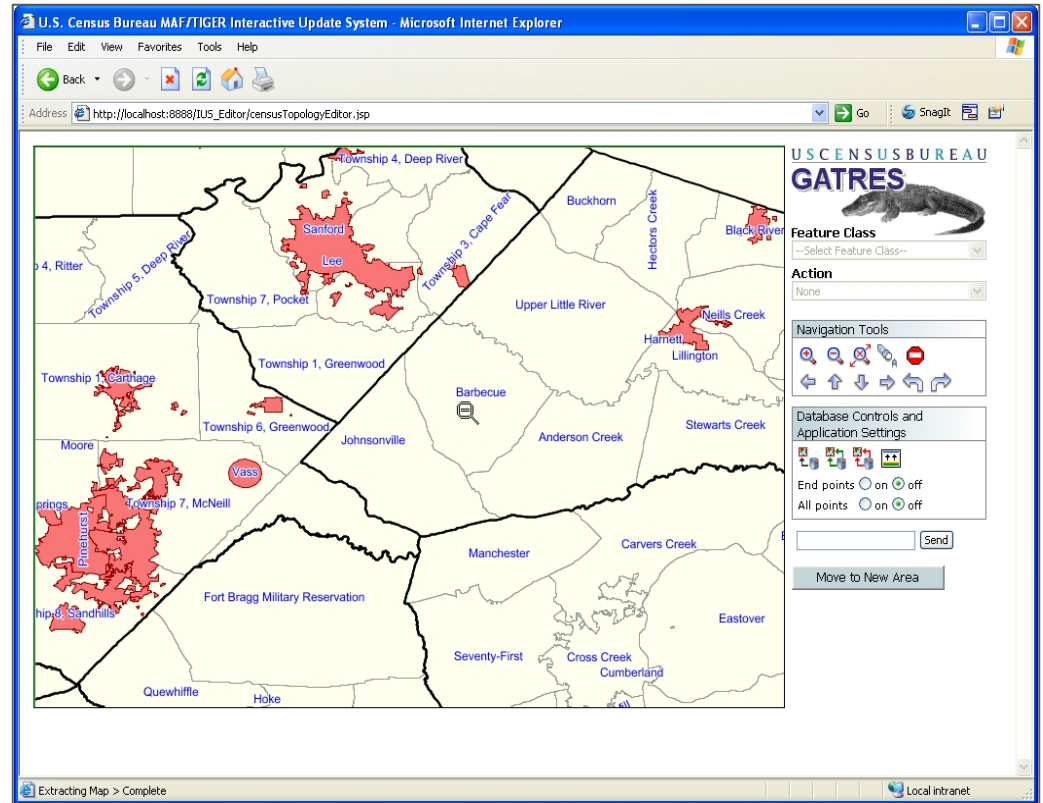 U.S. Census Bureau MAF/TIGER Interactive Update System - Microsoft Internet Explorer
File Edit View Favorites Tools Help
Back
Address http://localhost:8888/IUS_Editor/censusTopologyEditor.jsp Go SnagIt
USCENSUSBUREAU
GATRES
Feature Class
--Select Feature Class--
Action
None
Navigation Tools
Database Controls and
Application Settings
End points on off
All points on off
Send
Move to New Area
Township 4, Deep River
Buckhorn
Hectors Creek
Black River
Sanford
Lee
Township 3, Cape Fear
4, Ritter
Township 5, Deep River
Township 7, Pocket
Upper Little River
Neills Creek
Harnett
Lillington
Township 1, Greenwood
Township 1, Carthage
Barbecue
Township 6, Greenwood
Johnsonville
Anderson Creek
Stewarts Creek
Moore
Vass
Township 7, McNeill
prings
Pinehurst
Manchester
Carvers Creek
Fort Bragg Military Reservation
hip 8, Sandhills
Eastover
Seventy-First
Cross Creek
Cumberland
Quewhiffle
Hoke
Extracting Map > Complete
Local intranet